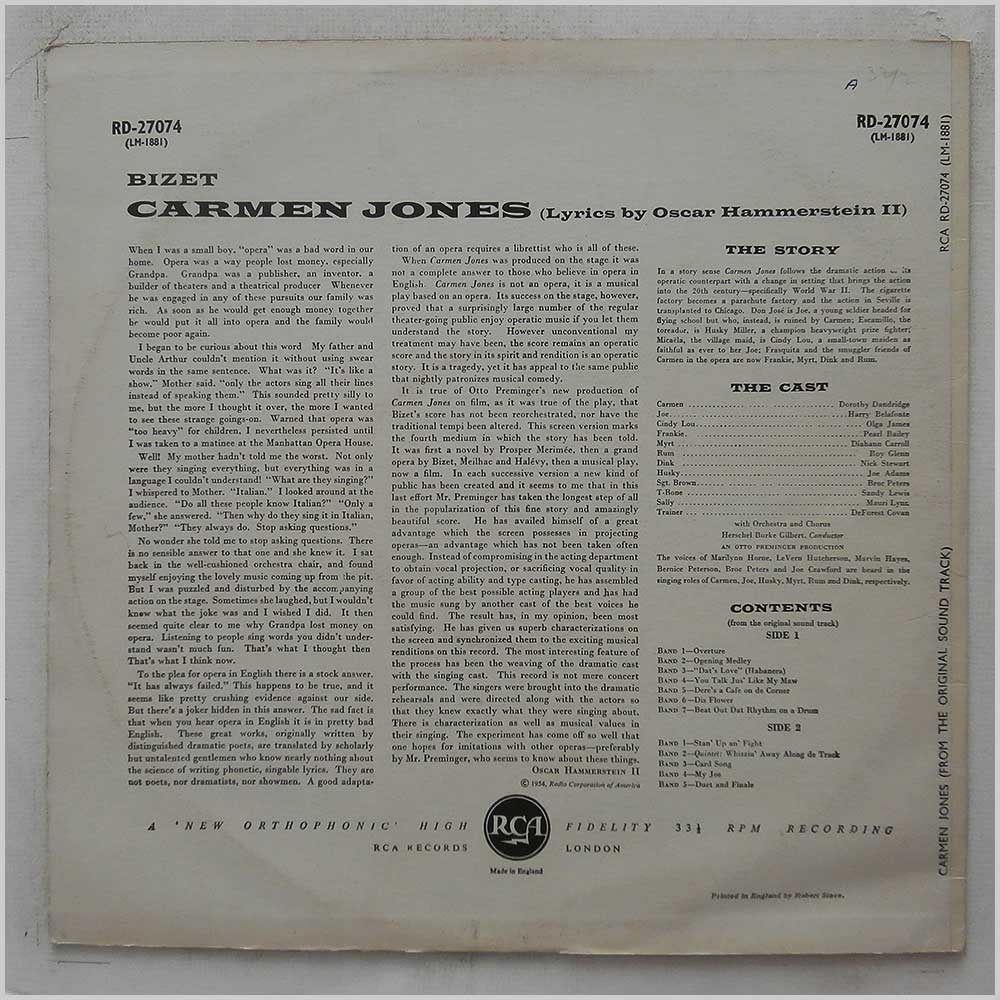 A
RD-27074
(LM-1881)
RD-27074
(LM-1881)
BIZET
CARMEN JONES (Lyrics by Oscar Hammerstein II)
When I was a small boy, "opera" was a bad word in our
home. Opera was a way people lost money, especially
Grandpa. Grandpa was a publisher, an inventor, a
builder of theaters and a theatrical producer Whenever
he was engaged in any of these pursuits our family was
rich. As soon as he would get enough money together
he would put it all into opera and the family would
become poor again.
I began to be curious about this word My father and
Uncle Arthur couldn't mention it without using swear
words in the same sentence. What was it? "It's like a
show," Mother said, "only the actors sing all their lines
instead of speaking them." This sounded pretty silly to
me, but the more I thought it over, the more I wanted
to see these strange goings-on. Warned that opera was
"too heavy" for children, I nevertheless persisted until
I was taken to a matinee at the Manhattan Opera House.
Well! My mother hadn't told me the worst. Not only
were they singing everything, but everything was in a
language I couldn't understand! "What are they singing?"
I whispered to Mother. "Italian." I looked around at the
audience. "Do all these people know Italian?" "Only a
few," she answered. "Then why do they sing it in Italian,
Mother?" "They always do. Stop asking questions."
No wonder she told me to stop asking questions. There
is no sensible answer to that one and she knew it. I sat
back in the well-cushioned orchestra chair, and found
myself enjoying the lovely music coming up from the pit.
But I was puzzled and disturbed by the accompanying
action on the stage. Sometimes she laughed, but I wouldn't
know what the joke was and I wished I did. It then
seemed quite clear to me why Grandpa lost money on
opera. Listening to people sing words you didn't under-
stand wasn't much fun. That's what I thought then
That's what I think now.
To the plea for opera in English there is a stock answer.
"It has always failed." This happens to be true, and it
seems like pretty crushing evidence against our side.
But there's a joker hidden in this answer. The sad fact is
that when you hear opera in English it is in pretty bad
English. These great works, originally written by
distinguished dramatic poets, are translated by scholarly
but untalented gentlemen who know nearly nothing about
the science of writing phonetic, singable lyrics. They are
not poets, nor dramatists, nor showmen. A good adapta-
tion of an opera requires a librettist who is all of these.
When Carmen Jones was produced on the stage it was
not a complete answer to those who believe in opera in
English. Carmen Jones is not an opera, it is a musical
play based on an opera. Its success on the stage, however,
proved that a surprisingly large number of the regular
theater-going public enjoy operatic music if you let them
understand the story. However unconventional my
treatment may have been, the score remains an operatic
score and the story in its spirit and rendition is an operatic
story. It is a tragedy, yet it has appeal to the same public
that nightly patronizes musical comedy.
It is true of Otto Preminger's new production of
Carmen Jones on film, as it was true of the play, that
Bizet's score has not been reorchestrated, nor have the
traditional tempi been altered. This screen version marks
the fourth medium in which the story has been told.
It was first a novel by Prosper Merimée, then a grand
opera by Bizet, Meilhac and Halévy, then a musical play,
now a film. In each successive version a new kind of
public has been created and it seems to me that in this
last effort Mr. Preminger has taken the longest step of all
in the popularization of this fine story and amazingly
beautiful score. He has availed himself of a great
advantage which the screen possesses in projecting
operas—an advantage which has not been taken often
enough. Instead of compromising in the acting department
to obtain vocal projection, or sacrificing vocal quality in
favor of acting ability and type casting, he has assembled
a group of the best possible acting players and has had
the music sung by another cast of the best voices he
could find. The result has, in my opinion, been most
satisfying. He has given us superb characterizations on
the screen and synchronized them to the exciting musical
renditions on this record. The most interesting feature of
the process has been the weaving of the dramatic cast
with the singing cast. This record is not mere concert
performance. The singers were brought into the dramatic
rehearsals and were directed along with the actors so
that they knew exactly what they were singing about.
There is characterization as well as musical values in
their singing. The experiment has come off so well that
one hopes for imitations with other operas—preferably
by Mr. Preminger, who seems to know about these things.
OSCAR HAMMERSTEIN II
© 1954, Radio Corporation of America
THE STORY
In a story sense Carmen Jones follows the dramatic action its
operatic counterpart with a change in setting that brings the action
into the 20th century—specifically World War II. The cigarette
factory becomes a parachute factory and the action in Seville is
transplanted to Chicago. Don José is Joe, a young soldier headed for
flying school but who, instead, is ruined by Carmen; Escamillo, the
toreador, is Husky Miller, a champion heavyweight prize fighter;
Micaëla, the village maid, is Cindy Lou, a small-town maiden as
faithful as ever to her Joe; Frasquita and the smuggler friends of
Carmen in the opera are now Frankie, Myrt, Dink and Rum.
THE CAST
Carmen ........ Dorothy Dandridge
Joe ........ Harry Belafonte
Cindy Lou ........ Olga James
Frankie ........ Pearl Bailey
Myrt ........ Diahann Carroll
Rum ........ Roy Glenn
Dink ........ Nick Stewart
Husky ........ Joe Adams
Sgt. Brown ........ Broc Peters
T-Bone ........ Sandy Lewis
Sally ........ Mauri Lynn
Trainer ........ DeForest Covan
with Orchestra and Chorus
Herschel Burke Gilbert, Conductor
AN OTTO PREMINGER PRODUCTION
The voices of Marilynn Horne, LeVern Hutcherson, Marvin Hayes,
Bernice Peterson, Broc Peters and Joe Crawford are heard in the
singing roles of Carmen, Joe, Husky, Myrt, Rum and Dink, respectively.
CONTENTS
(from the original sound track)
SIDE 1
BAND 1—Overture
BAND 2—Opening Medley
BAND 3—"Dat's Love" (Habanera)
BAND 4—You Talk Jus' Like My Maw
BAND 5—Dere's a Cafe on de Corner
BAND 6—Dis Flower
BAND 7—Beat Out Dat Rhythm on a Drum
SIDE 2
BAND 1—Stan' Up an' Fight
BAND 2—Quintet: Whizzin' Away Along de Track
BAND 3—Card Song
BAND 4—My Joe
BAND 5—Duet and Finale
A 'NEW ORTHOPHONIC' HIGH FIDELITY 33⅓ RPM RECORDING
RCA
RCA RECORDS LONDON
Made in England
Printed in England by Robert Stace.
CARMEN JONES (FROM THE ORIGINAL SOUND TRACK) RCA RD-27074 (LM-1881)